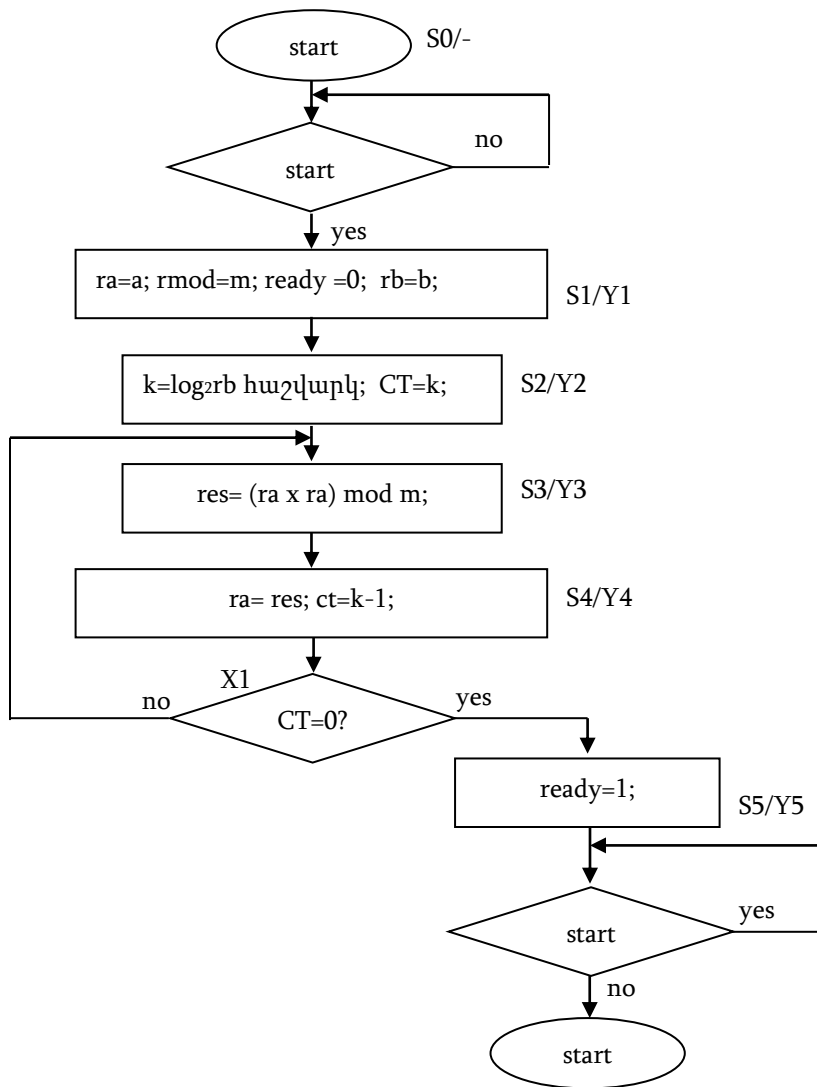 start
S0/-
no
start
yes
ra=a; rmod=m; ready =0; rb=b;
S1/Y1
k=log₂rb հաշվարկ; CT=k;
S2/Y2
res= (ra x ra) mod m;
S3/Y3
ra= res; ct=k-1;
S4/Y4
X1
no
yes
CT=0?
ready=1;
S5/Y5
yes
start
no
start